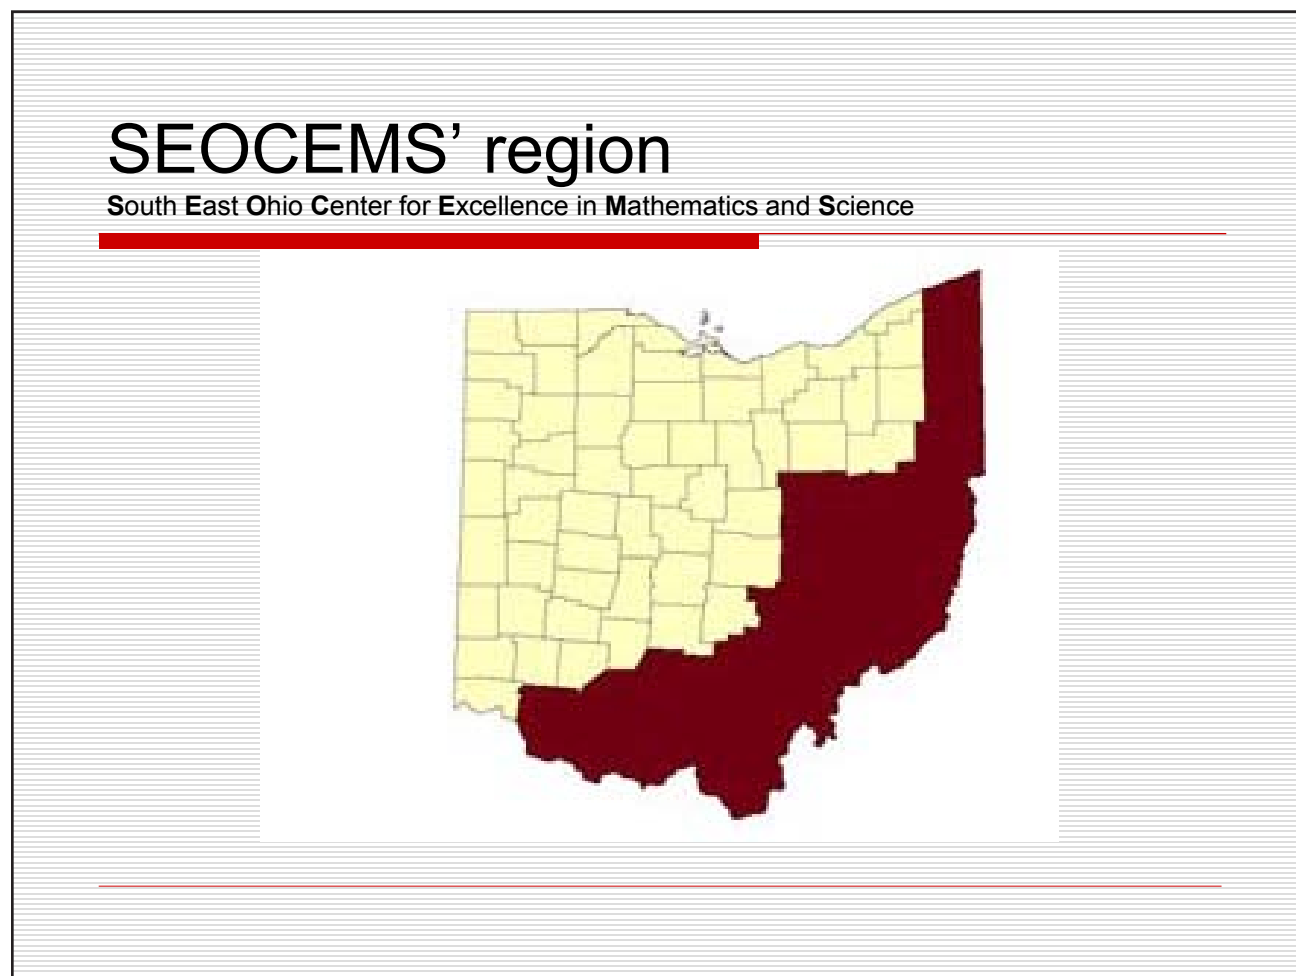 SEOCEMS’ region
South East Ohio Center for Excellence in Mathematics and Science